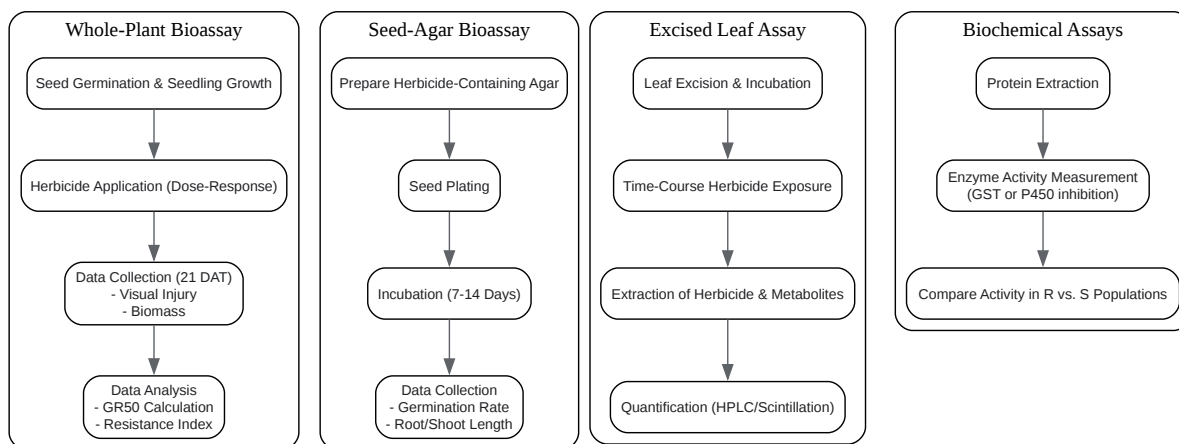 Whole-Plant Bioassay
Seed Germination & Seedling Growth
Herbicide Application (Dose-Response)
Data Collection (21 DAT)
- Visual Injury
- Biomass
Data Analysis
- GR50 Calculation
- Resistance Index
Seed-Agar Bioassay
Prepare Herbicide-Containing Agar
Seed Plating
Incubation (7-14 Days)
Data Collection
- Germination Rate
- Root/Shoot Length
Excised Leaf Assay
Leaf Excision & Incubation
Time-Course Herbicide Exposure
Extraction of Herbicide & Metabolites
Quantification (HPLC/Scintillation)
Biochemical Assays
Protein Extraction
Enzyme Activity Measurement
(GST or P450 inhibition)
Compare Activity in R vs. S Populations